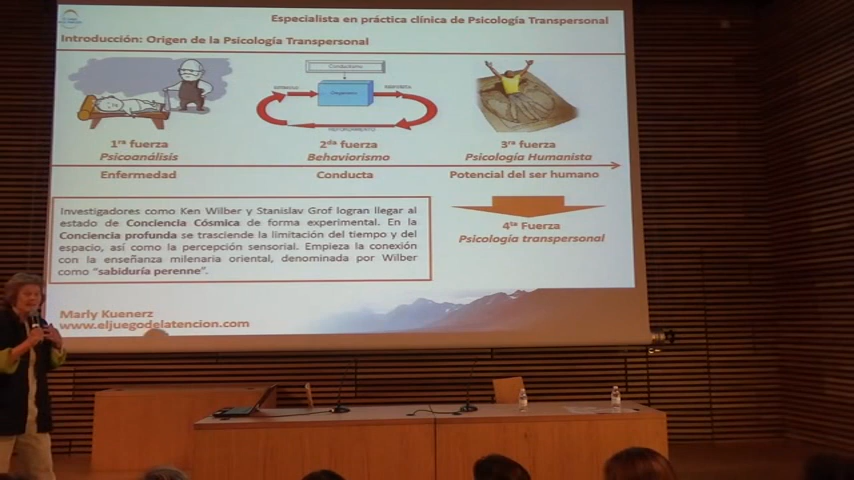 Especialista en práctica clínica de Psicología Transpersonal
Introducción: Origen de la Psicología Transpersonal
Conductismo
Organismo
1ra fuerza
Psicoanálisis
2da fuerza
Behaviorismo
3ra fuerza
Psicología Humanista
Enfermedad
Conducta
Potencial del ser humano
Investigadores como Ken Wilber y Stanislav Grof logran llegar al
estado de Conciencia Cósmica de forma experimental. En la
Conciencia profunda se trasciende la limitación del tiempo y del
espacio, así como la percepción sensorial. Empieza la conexión
con la enseñanza milenaria oriental, denominada por Wilber
como “sabiduría perenne”.
4ta Fuerza
Psicología transpersonal
Marly Kuenerz
www.eljuegodelatencion.com